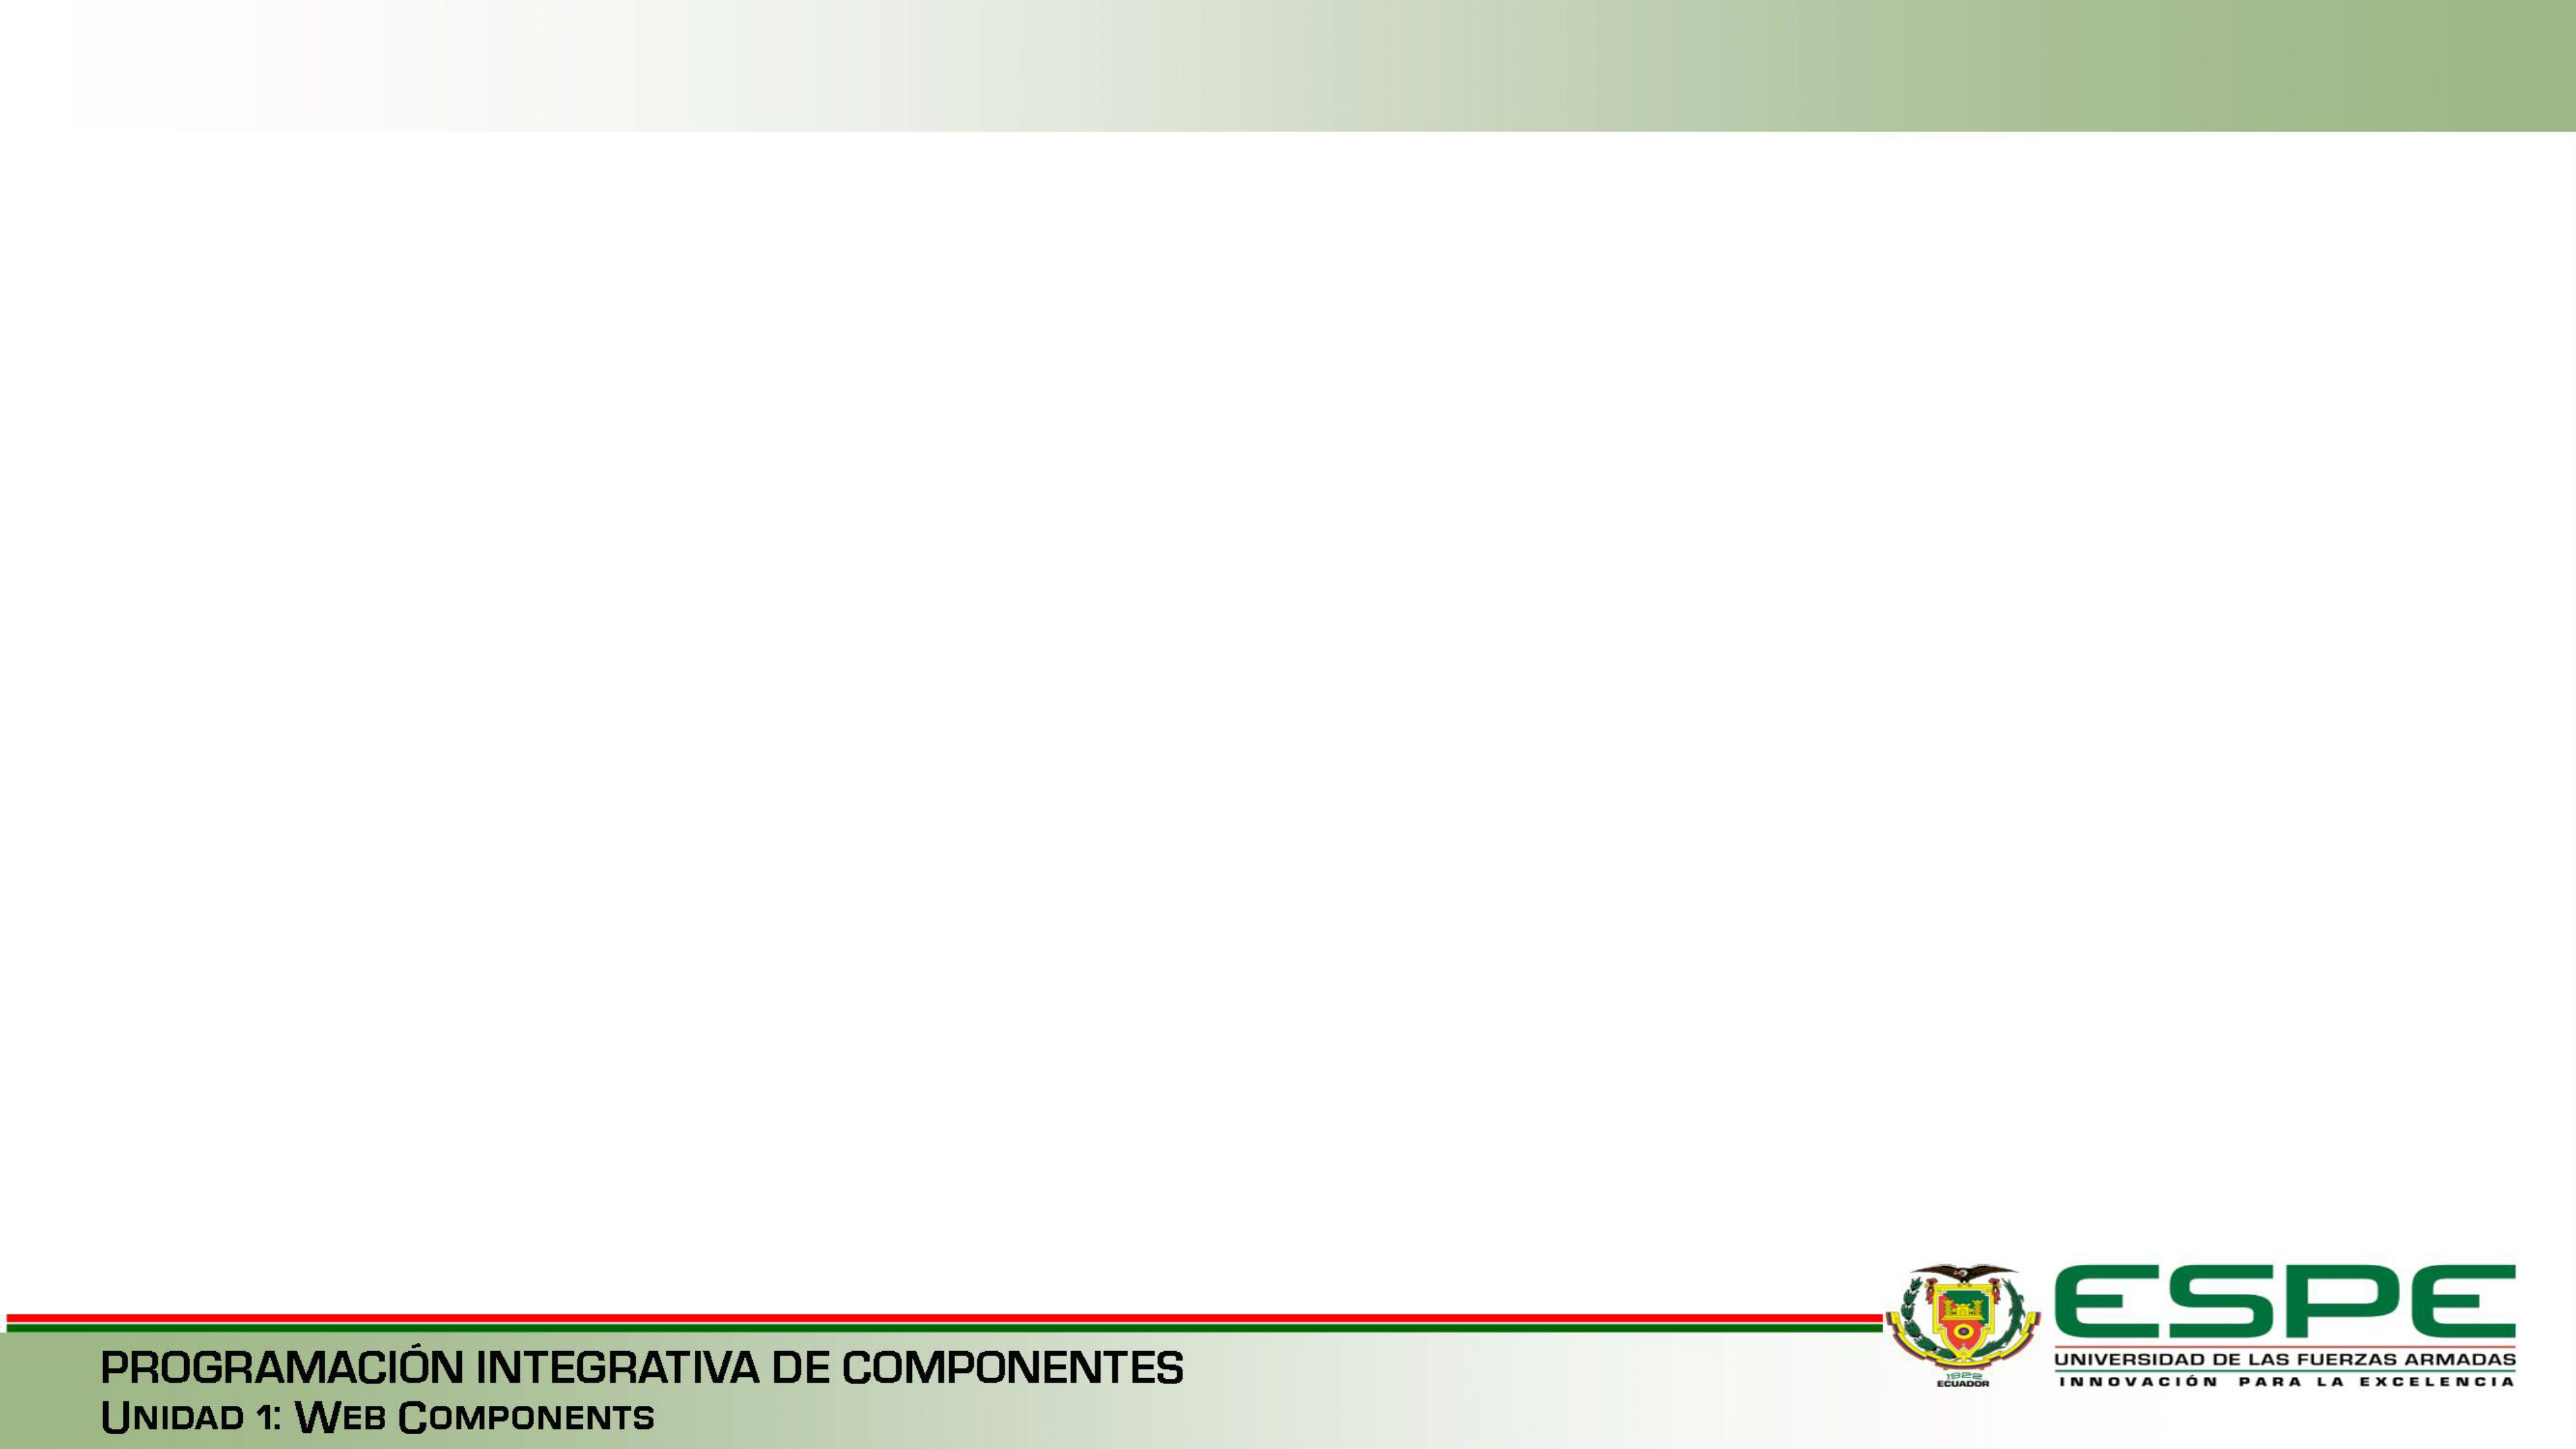 PROGRAMACIÓN INTEGRATIVA DE COMPONENTES
UNIDAD 1: WEB COMPONENTS
ESPE
UNIVERSIDAD DE LAS FUERZAS ARMADAS
INNOVACIÓN PARA LA EXCELENCIA
1922
ECUADOR